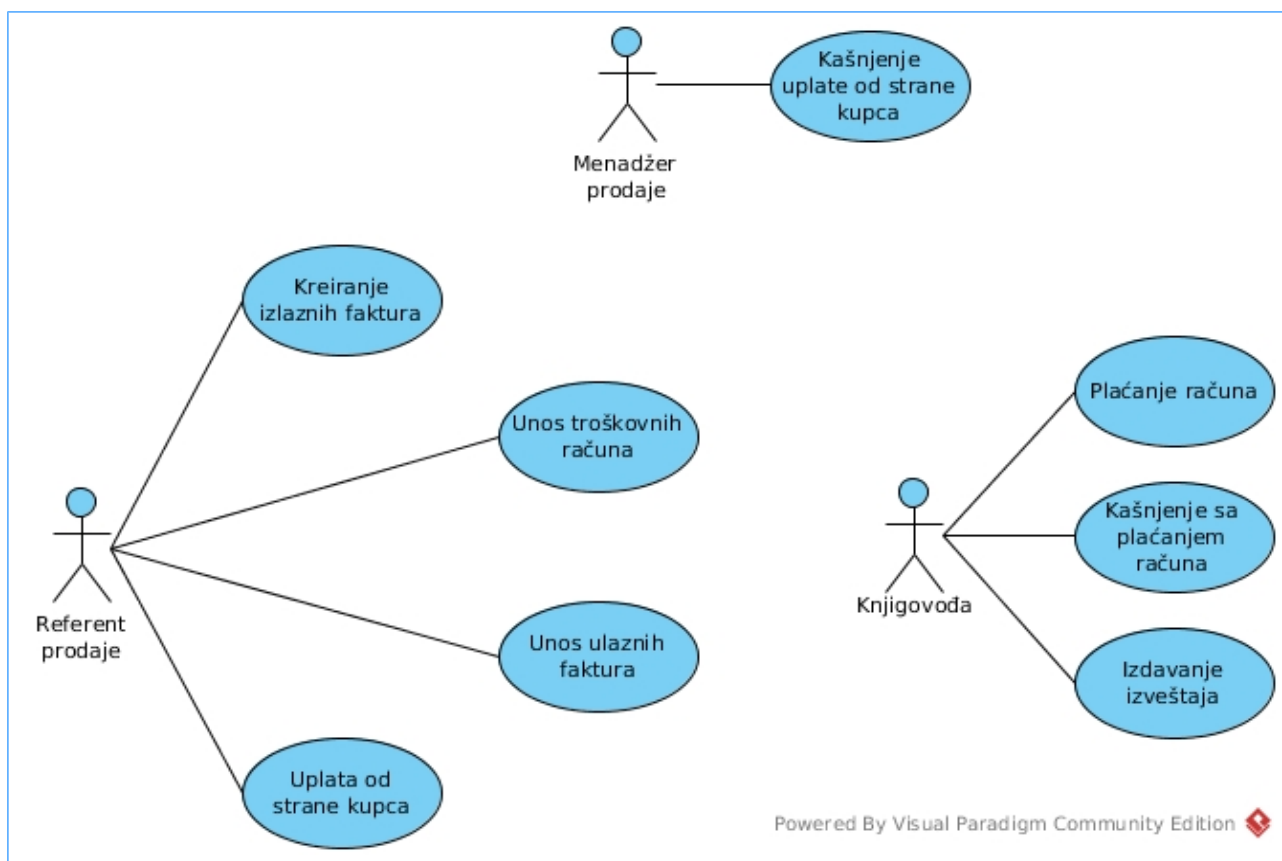 Kašnjenje
uplate od strane
kupca
Menadžer
prodaje
Kreiranje
izlaznih faktura
Unos troškovnih
računa
Referent
prodaje
Unos ulaznih
faktura
Uplata od
strane kupca
Plaćanje računa
Kašnjenje sa
plaćanjem
računa
Knjigovođa
Izdavanje
izveštaja
Powered By Visual Paradigm Community Edition